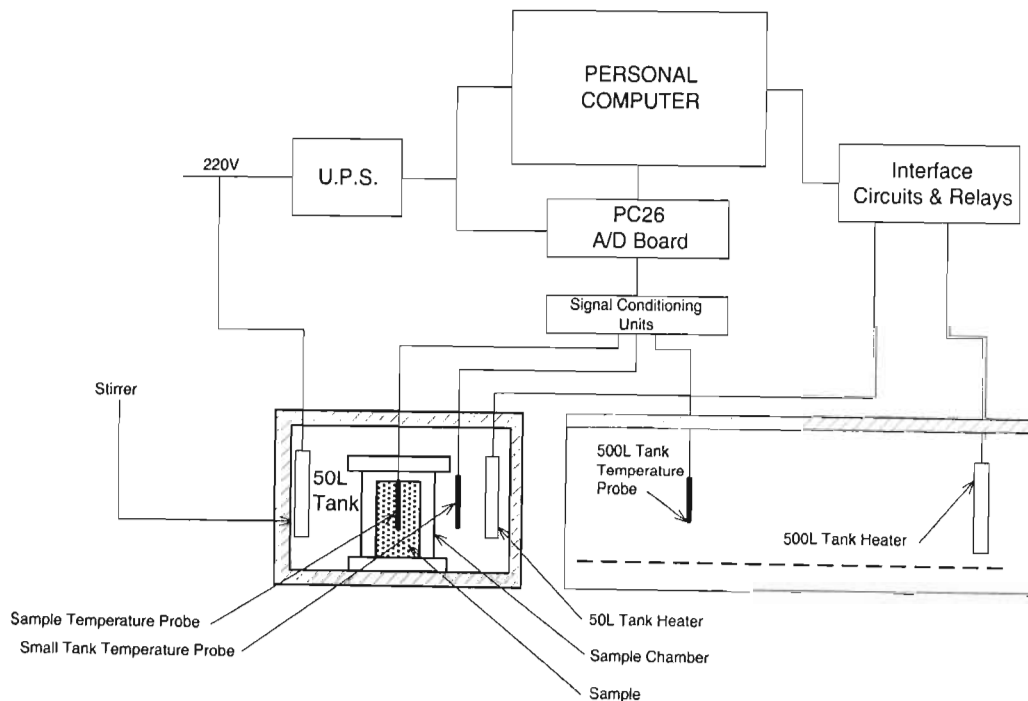 PERSONAL
COMPUTER
220V
U.P.S.
Interface
Circuits & Relays
PC26
A/D Board
Signal Conditioning
Units
Stirrer
50L
Tank
500L Tank
Temperature
Probe
500L Tank Heater
Sample Temperature Probe
Small Tank Temperature Probe
50L Tank Heater
Sample Chamber
Sample